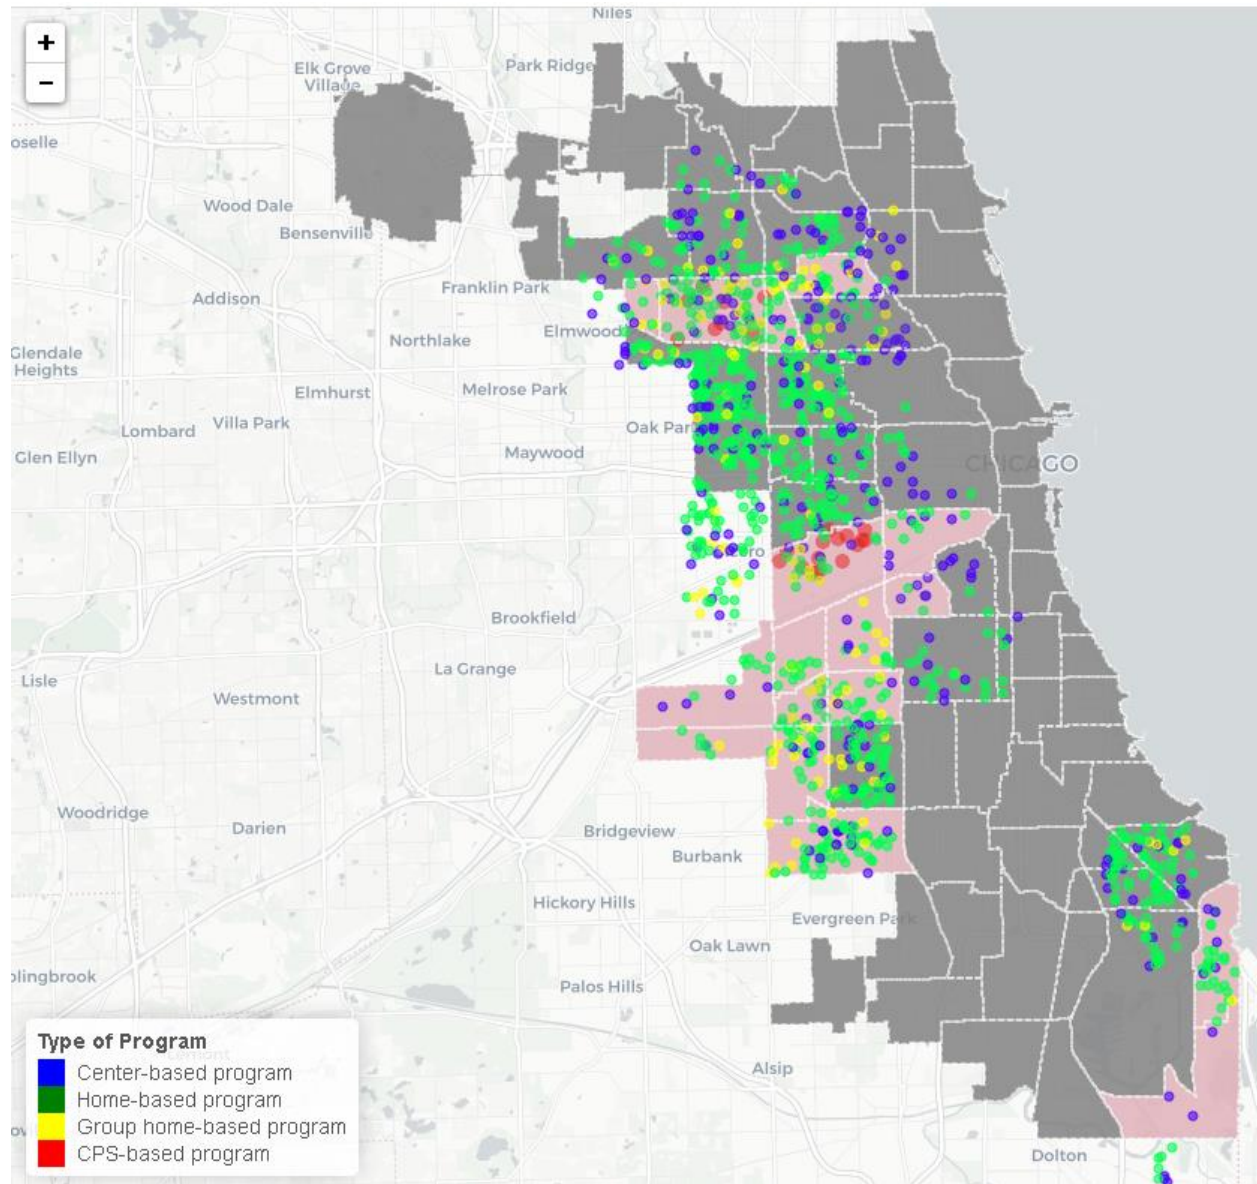 +
Niles
−
Park Ridge
Elk Grove
Village
oselle
Wood Dale
Bensenville
Franklin Park
Addison
Elmwood
Northlake
Glendale
Heights
Elmhurst
Melrose Park
Villa Park
Lombard
Oak Par
Maywood
Glen Ellyn
CHICAGO
ero
Brookfield
La Grange
Lisle
Westmont
Woodridge
Darien
Bridgeview
Burbank
Hickory Hills
Evergreen Park
Oak Lawn
olingbrook
Palos Hills
Type of Program
Lemont
Center-based program
Home-based program
Group home-based program
CPS-based program
Alsip
Dolton